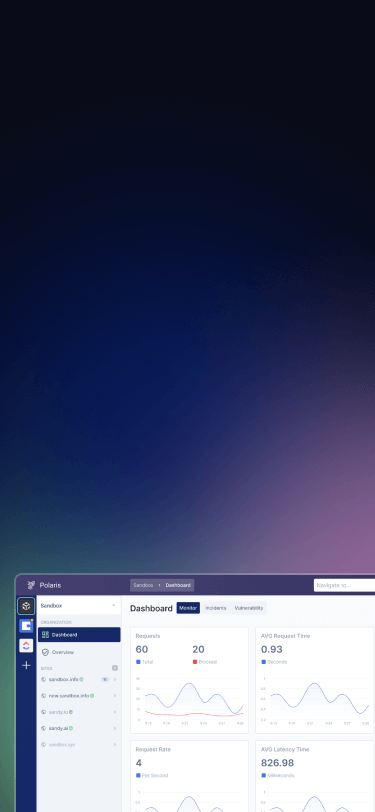 Polaris
Sandbox > Dashboard
Navigate to...
Sandbox
ORGANIZATION
Dashboard
Overview
SITES
sandbox.info
new.sandbox.info
sandy.io
sandy.ai
sandbox.xyz
Dashboard Monitor Incidents Vulnerability
Requests
60 20
Total Blocked
AVG Request Time
0.93
Seconds
Request Rate
4
Per Second
AVG Latency Time
826.98
Milliseconds